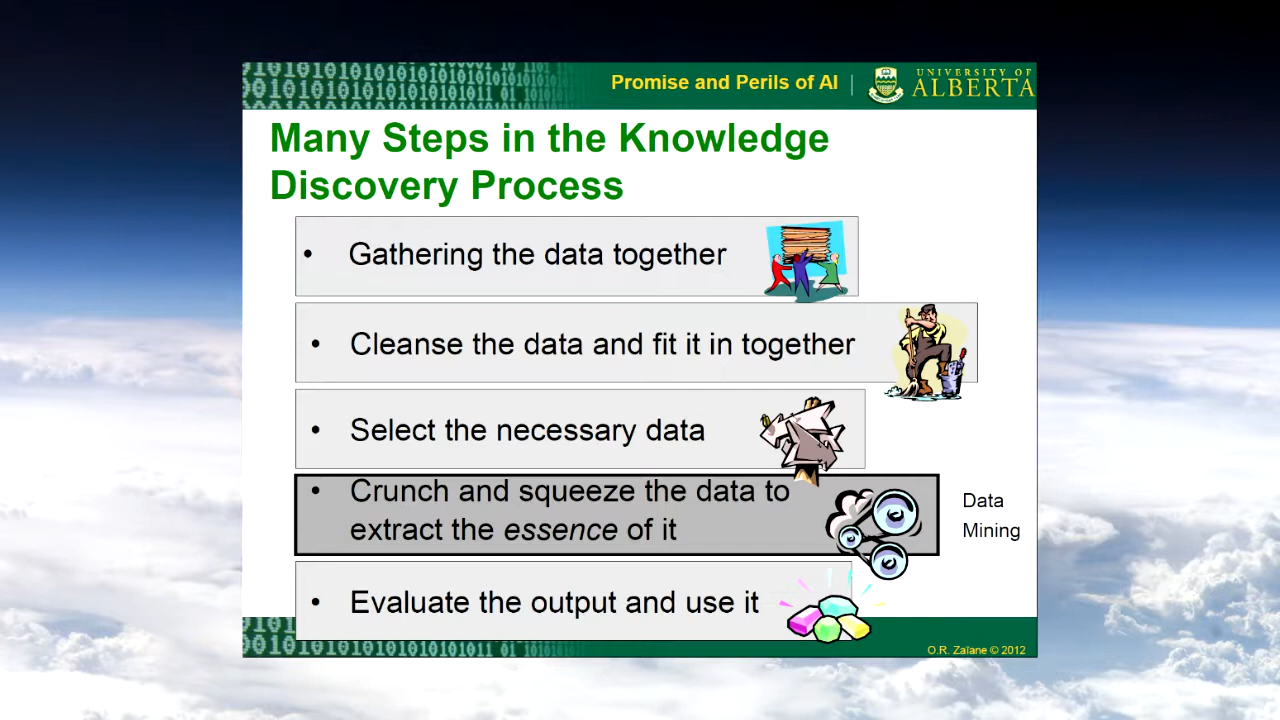 Promise and Perils of AI
UNIVERSITY OF
ALBERTA
Many Steps in the Knowledge
Discovery Process
• Gathering the data together
• Cleanse the data and fit it in together
• Select the necessary data
• Crunch and squeeze the data to
extract the essence of it
Data
Mining
• Evaluate the output and use it
O.R. Zaïane © 2012